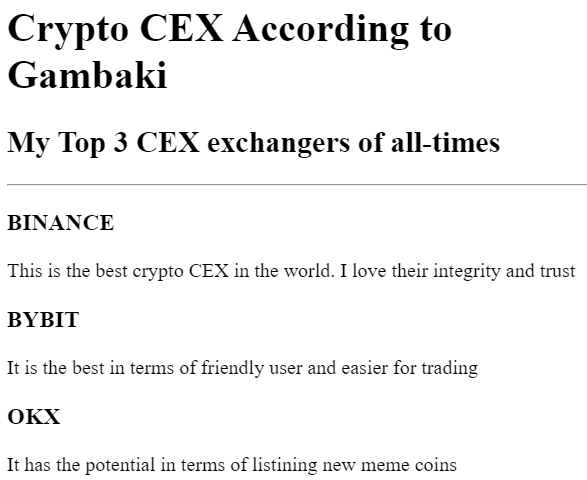 Crypto CEX According to
Gambaki
My Top 3 CEX exchangers of all-times
BINANCE
This is the best crypto CEX in the world. I love their integrity and trust
BYBIT
It is the best in terms of friendly user and easier for trading
OKX
It has the potential in terms of listining new meme coins